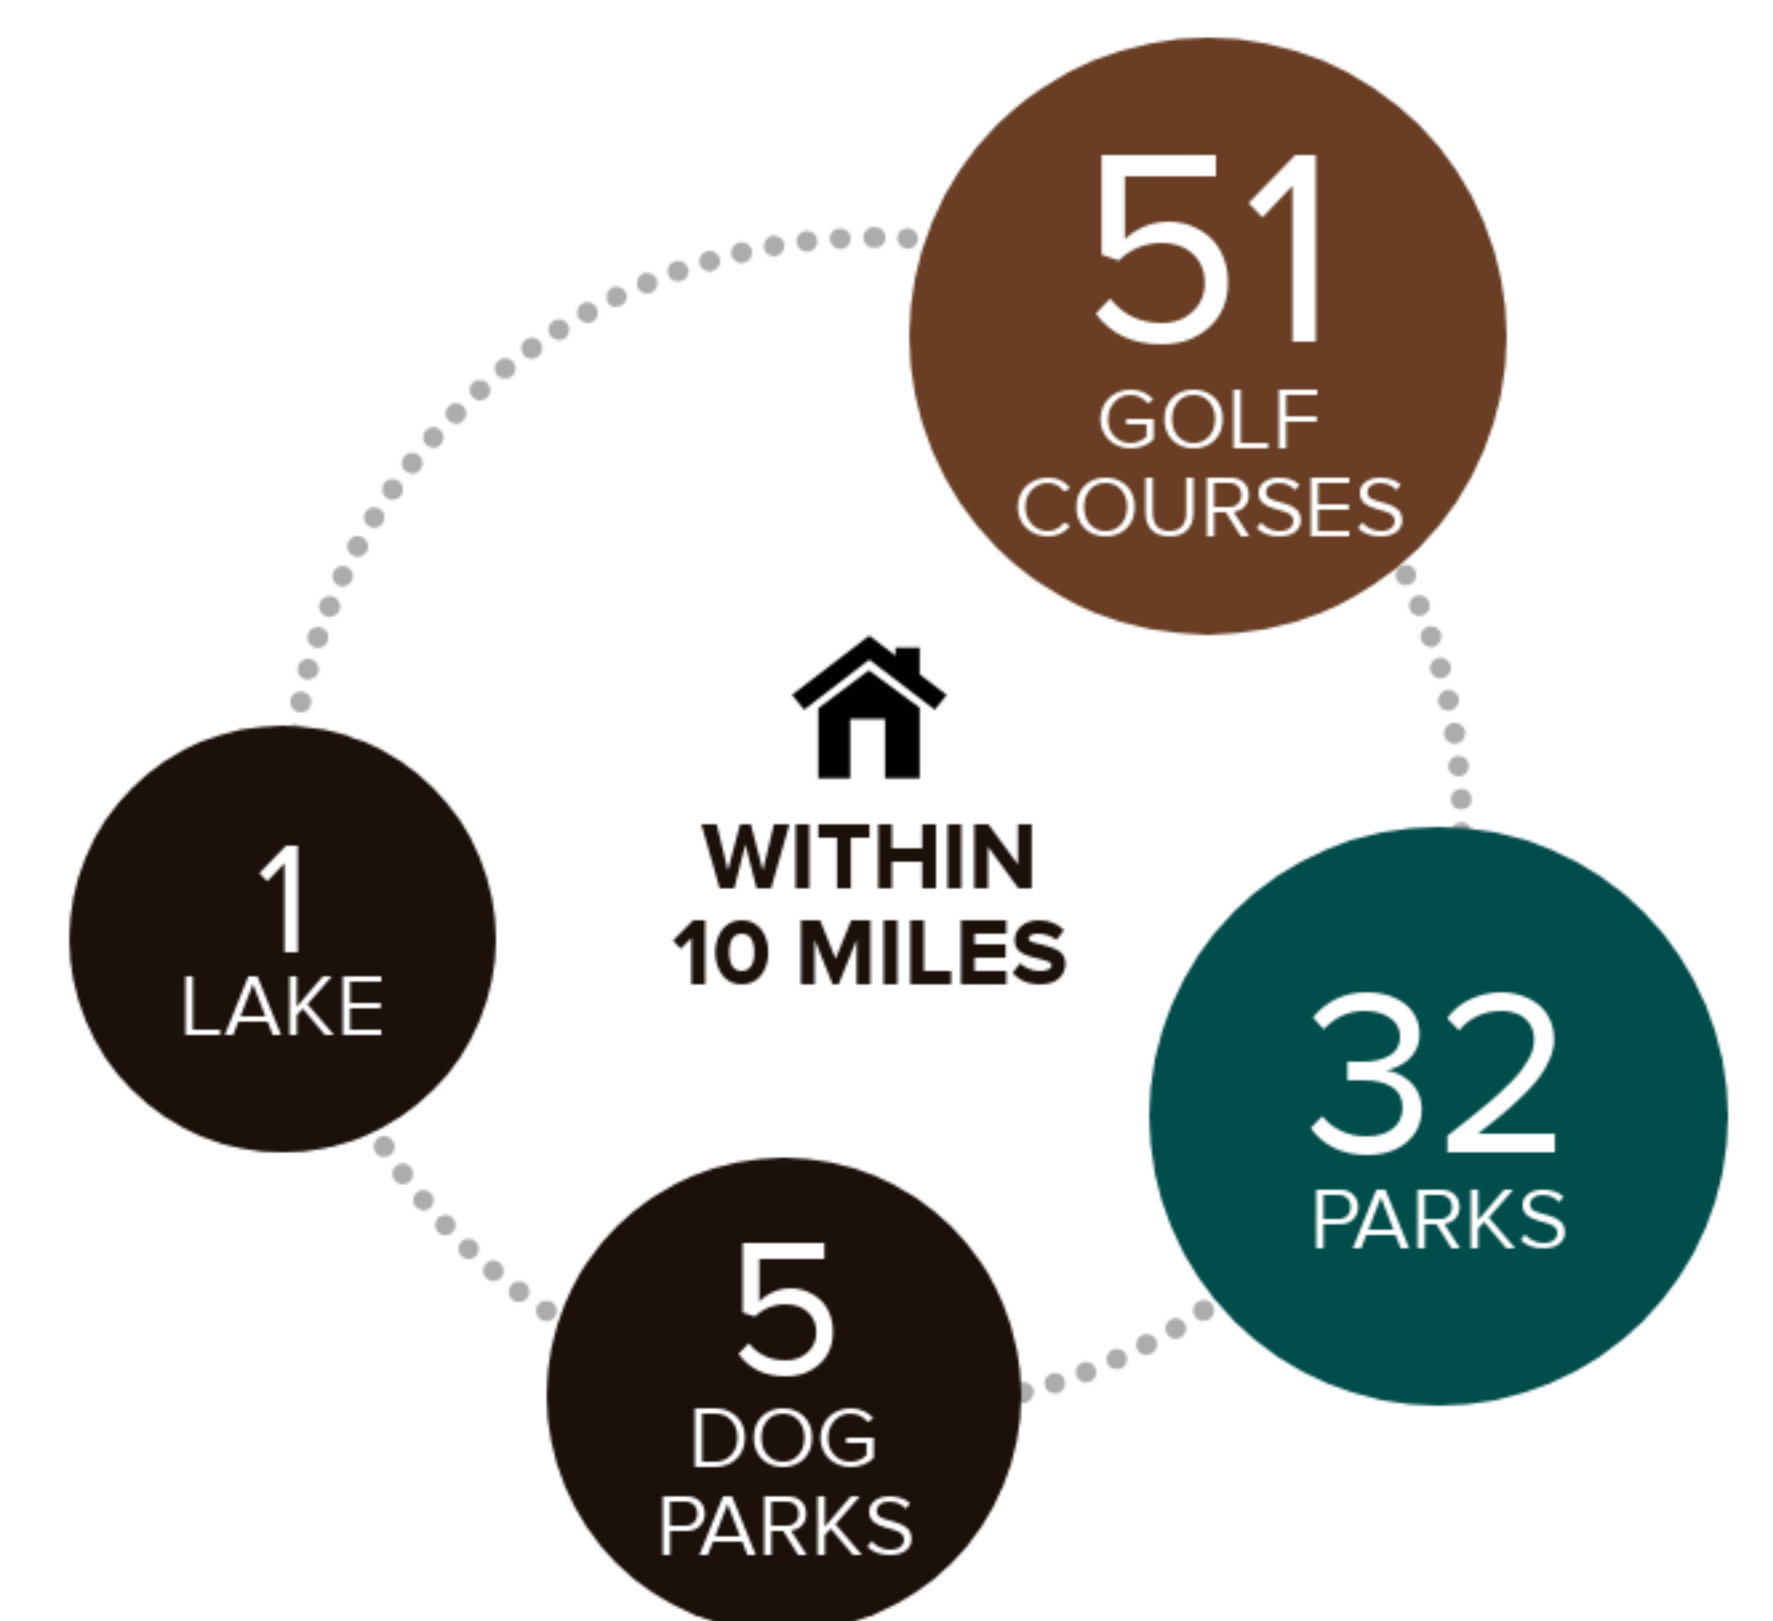 51
GOLF
COURSES
WITHIN
10 MILES
1
LAKE
32
PARKS
5
DOG
PARKS